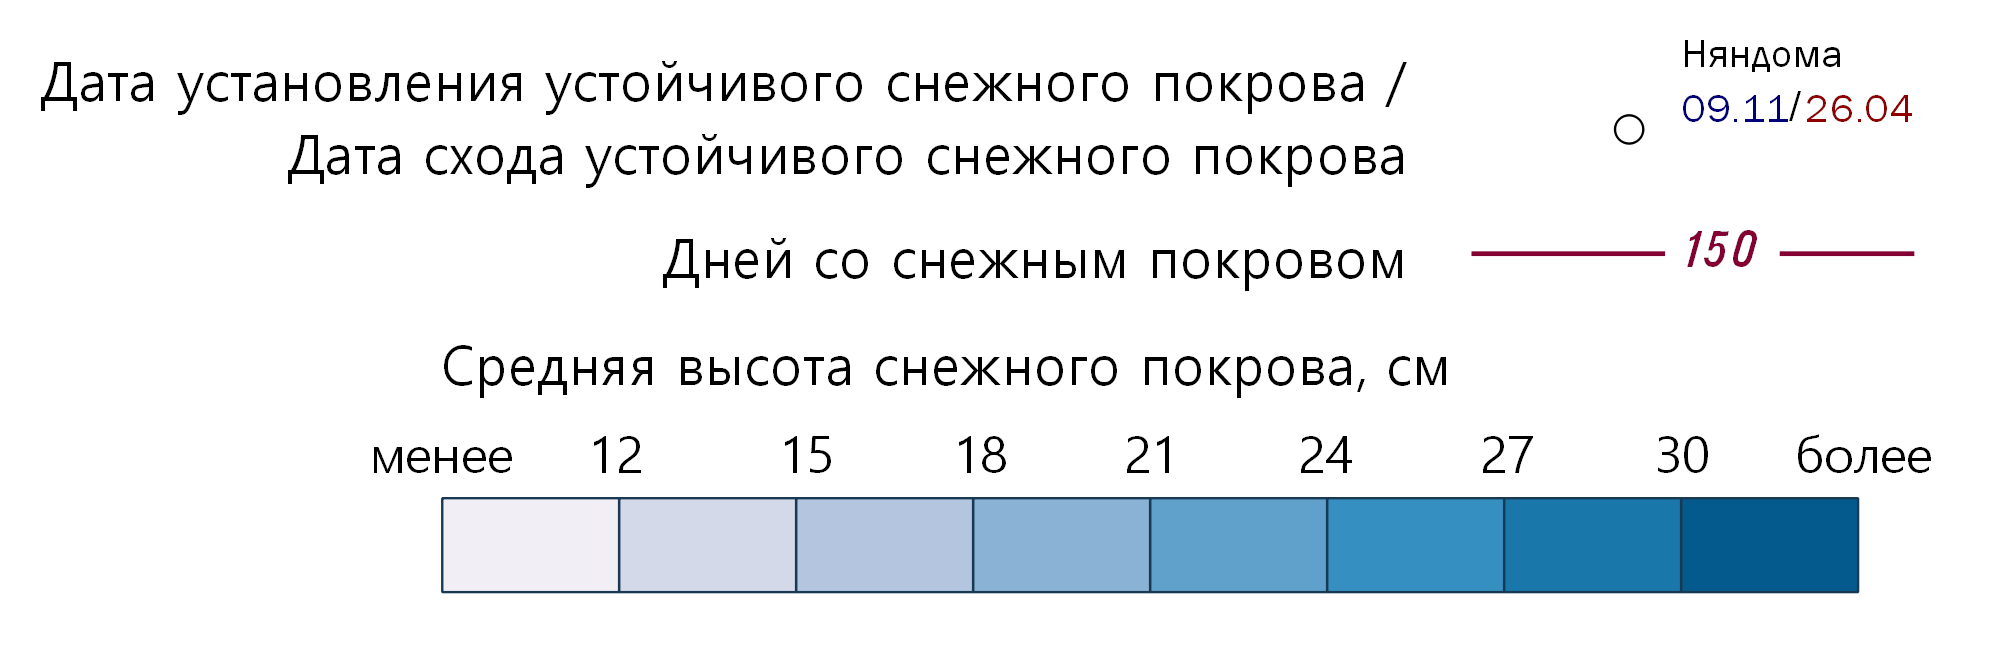 Дата установления устойчивого снежного покрова /
Дата схода устойчивого снежного покрова
Няндома
09.11/26.04
Дней со снежным покровом
150
Средняя высота снежного покрова, см
менее 12 15 18 21 24 27 30 более